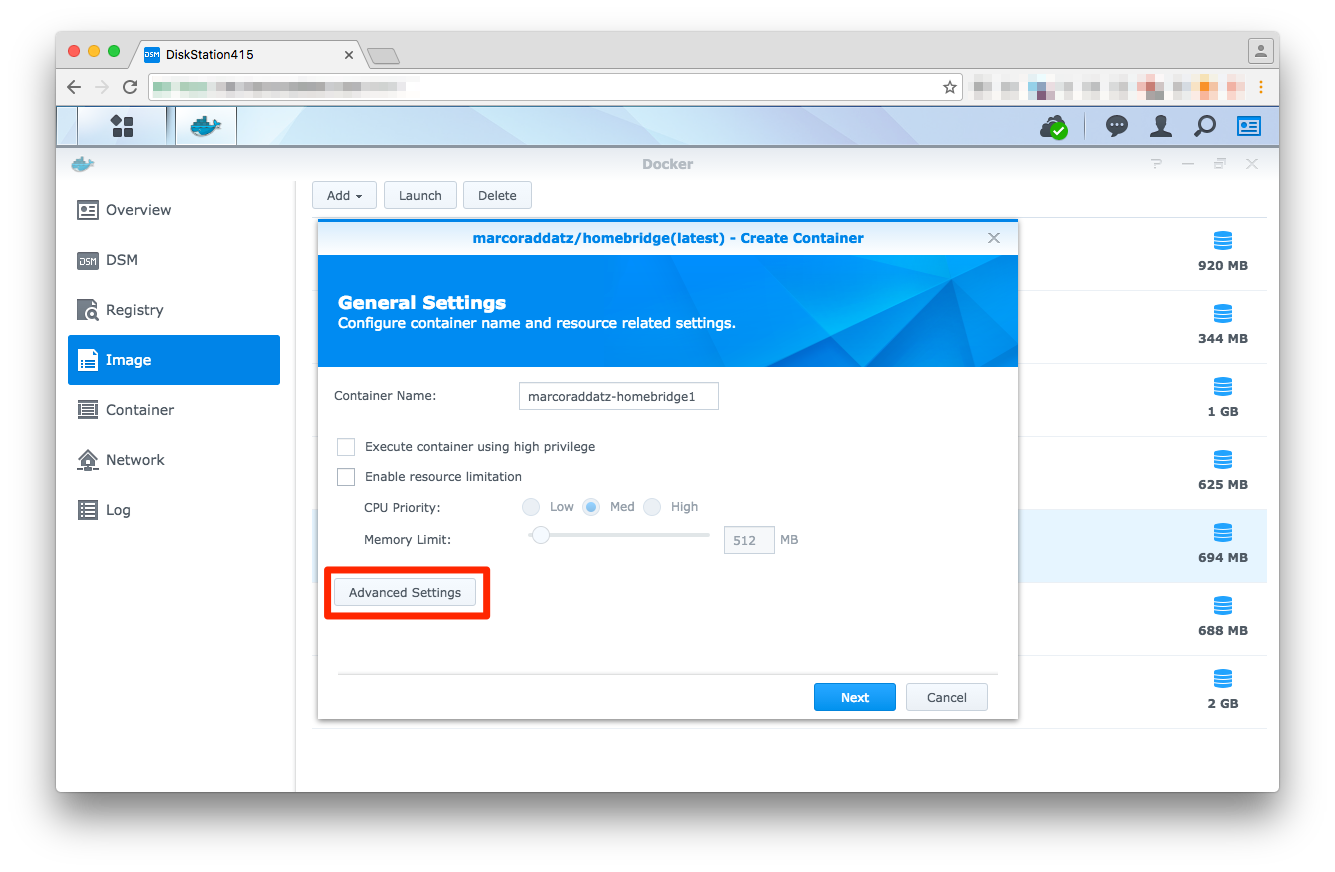 DSM DiskStation415
Docker
Overview
DSM DSM
Registry
Image
Container
Network
Log
Add Launch Delete
marcoraddatz/homebridge(latest) - Create Container
General Settings
Configure container name and resource related settings.
Container Name: marcoraddatz-homebridge1
Execute container using high privilege
Enable resource limitation
CPU Priority: Low Med High
Memory Limit: 512 MB
Advanced Settings
Next Cancel
920 MB
344 MB
1 GB
625 MB
694 MB
688 MB
2 GB